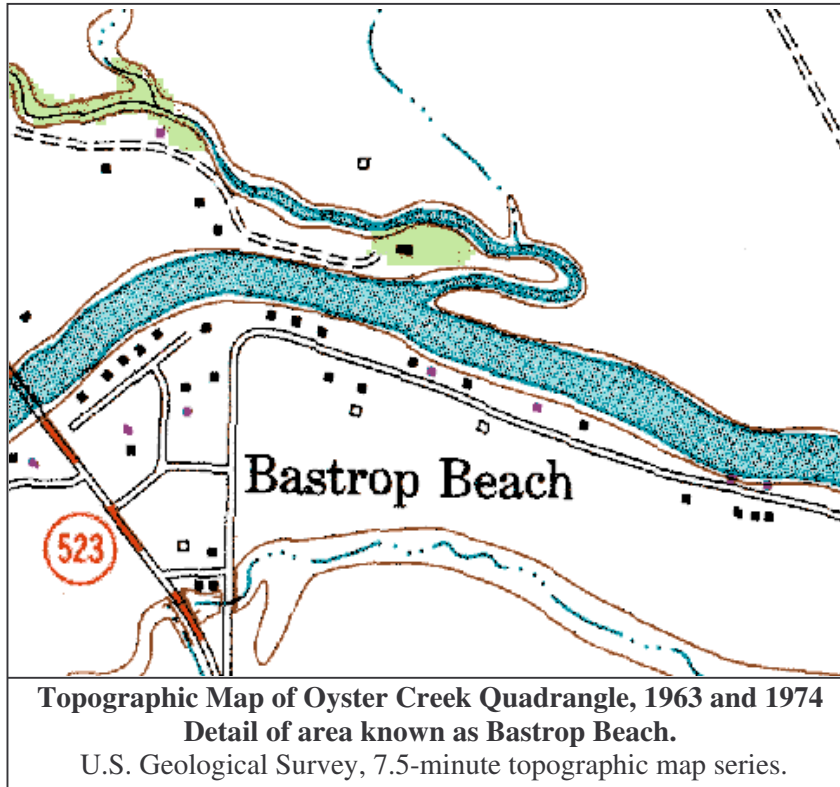 Bastrop Beach
523
Topographic Map of Oyster Creek Quadrangle, 1963 and 1974
Detail of area known as Bastrop Beach.
U.S. Geological Survey, 7.5-minute topographic map series.